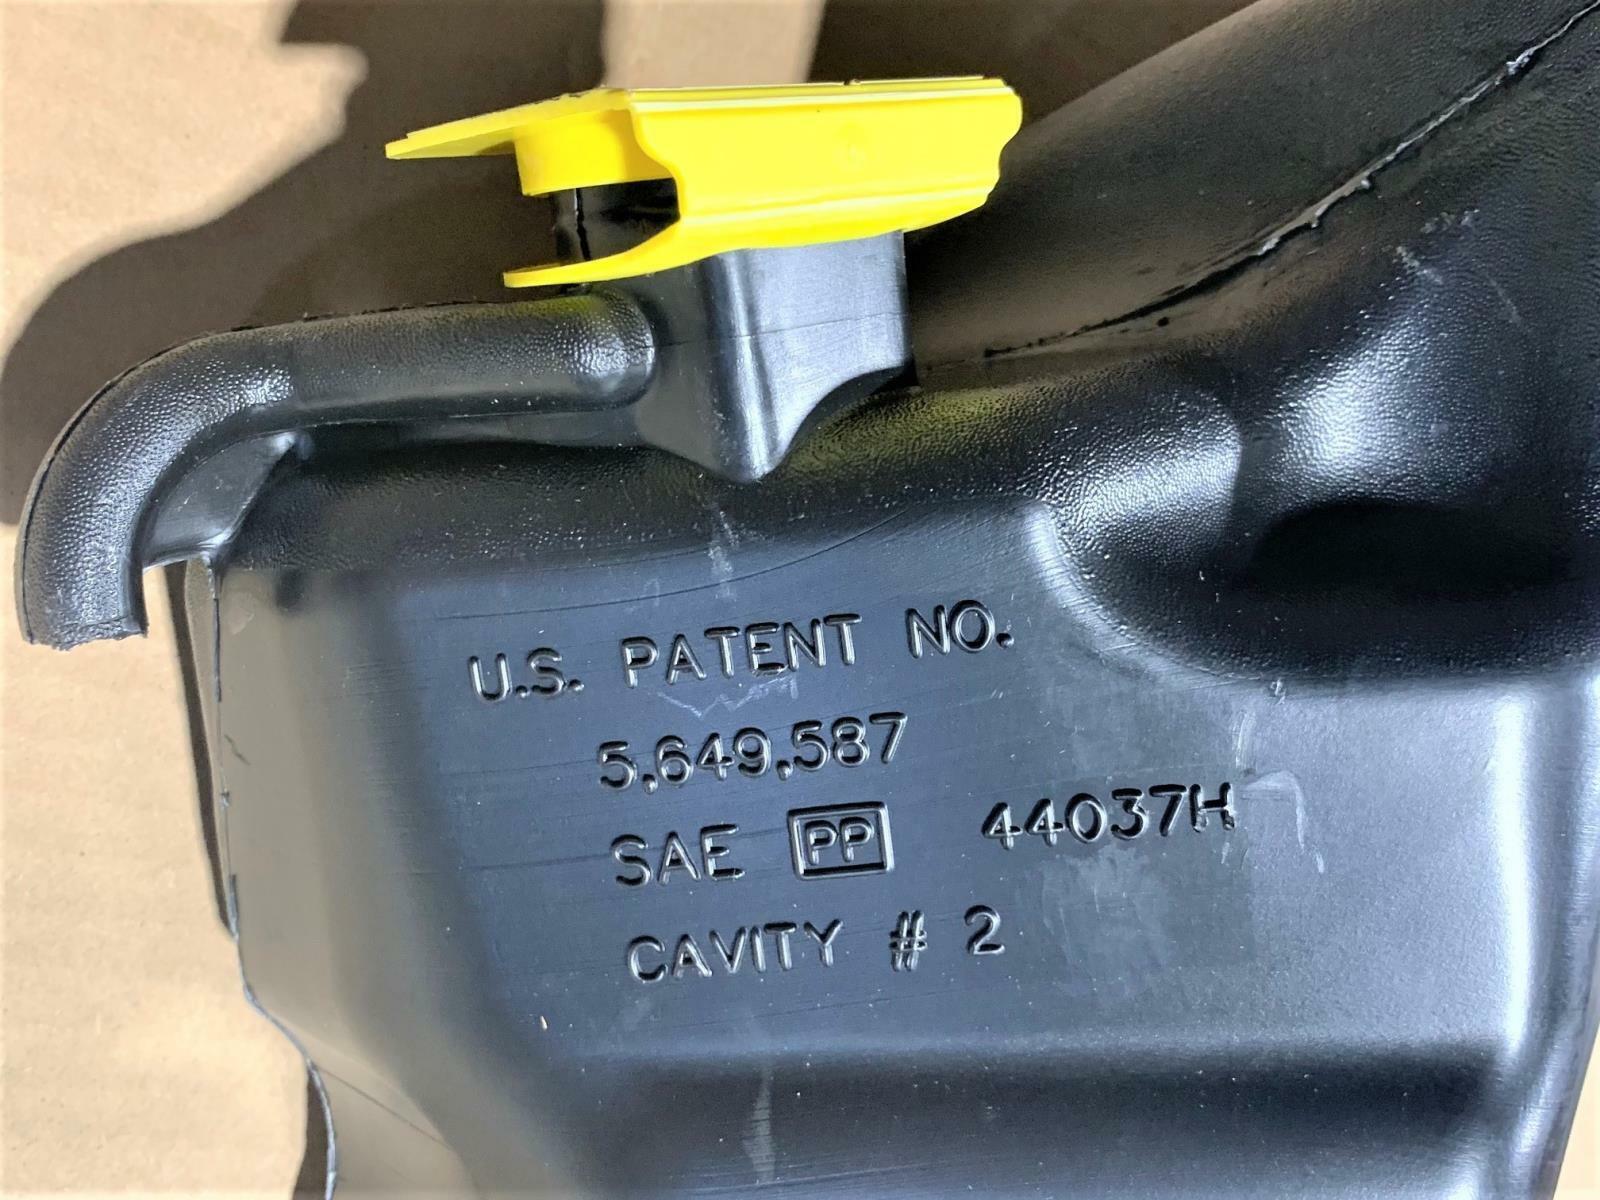 U.S. PATENT NO.
5,649,587
SAE PP 44037H
CAVITY # 2